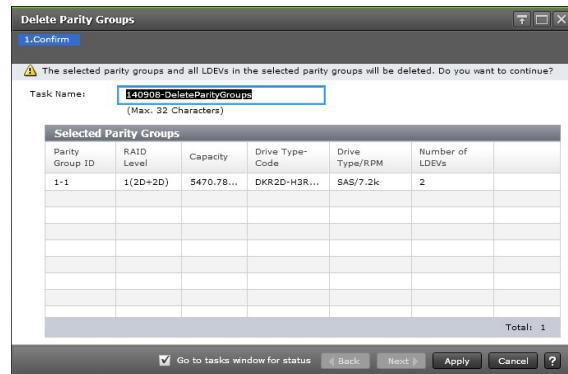 Delete Parity Groups
1.Confirm
The selected parity groups and all LDEVs in the selected parity groups will be deleted. Do you want to continue?
Task Name: 140908-DeleteParityGroups
(Max. 32 Characters)
Selected Parity Groups
Parity Group ID RAID Level Capacity Drive Type-Code Drive Type/RPM Number of LDEVs
1-1 1(2D+2D) 5470.78... DKR2D-H3R... SAS/7.2k 2
Total: 1
Go to tasks window for status Back Next Apply Cancel ?